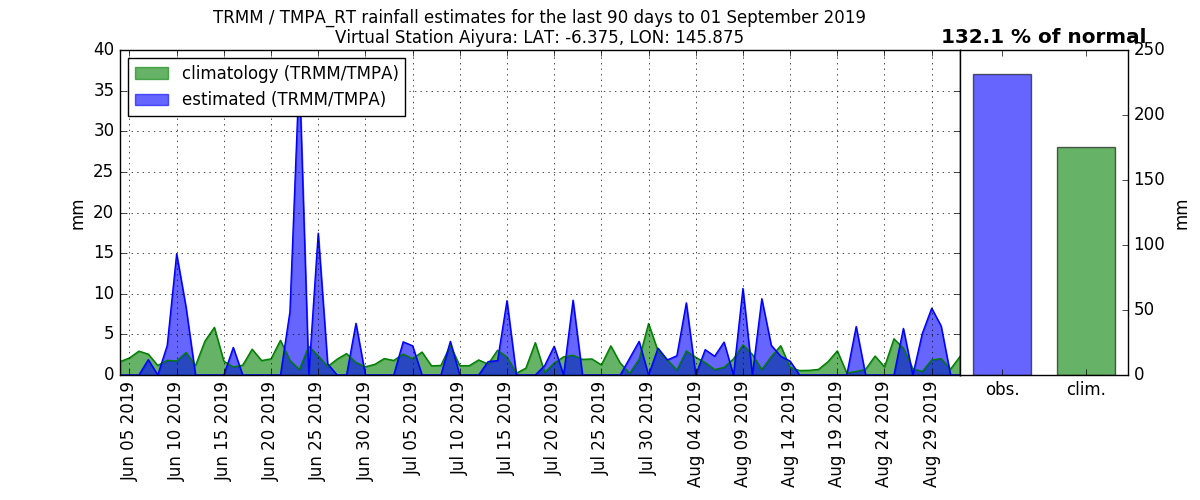 TRMM / TMPA_RT rainfall estimates for the last 90 days to 01 September 2019
Virtual Station Aiyura: LAT: -6.375, LON: 145.875
132.1 % of normal
climatology (TRMM/TMPA)
estimated (TRMM/TMPA)
40
35
30
25
20
15
10
5
0
mm
Jun 05 2019
Jun 10 2019
Jun 15 2019
Jun 20 2019
Jun 25 2019
Jun 30 2019
Jul 05 2019
Jul 10 2019
Jul 15 2019
Jul 20 2019
Jul 25 2019
Jul 30 2019
Aug 04 2019
Aug 09 2019
Aug 14 2019
Aug 19 2019
Aug 24 2019
Aug 29 2019
obs.
clim.
250
200
150
100
50
0
mm